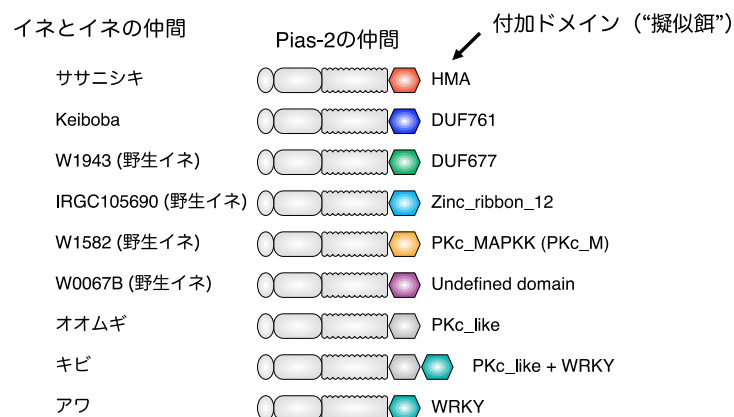 イネとイネの仲間
Pias-2の仲間
付加ドメイン（“擬似餌”）
ササニシキ HMA
Keiboba DUF761
W1943 (野生イネ) DUF677
IRGC105690 (野生イネ) Zinc_ribbon_12
W1582 (野生イネ) PKc_MAPKK (PKc_M)
W0067B (野生イネ) Undefined domain
オオムギ PKc_like
キビ PKc_like + WRKY
アワ WRKY